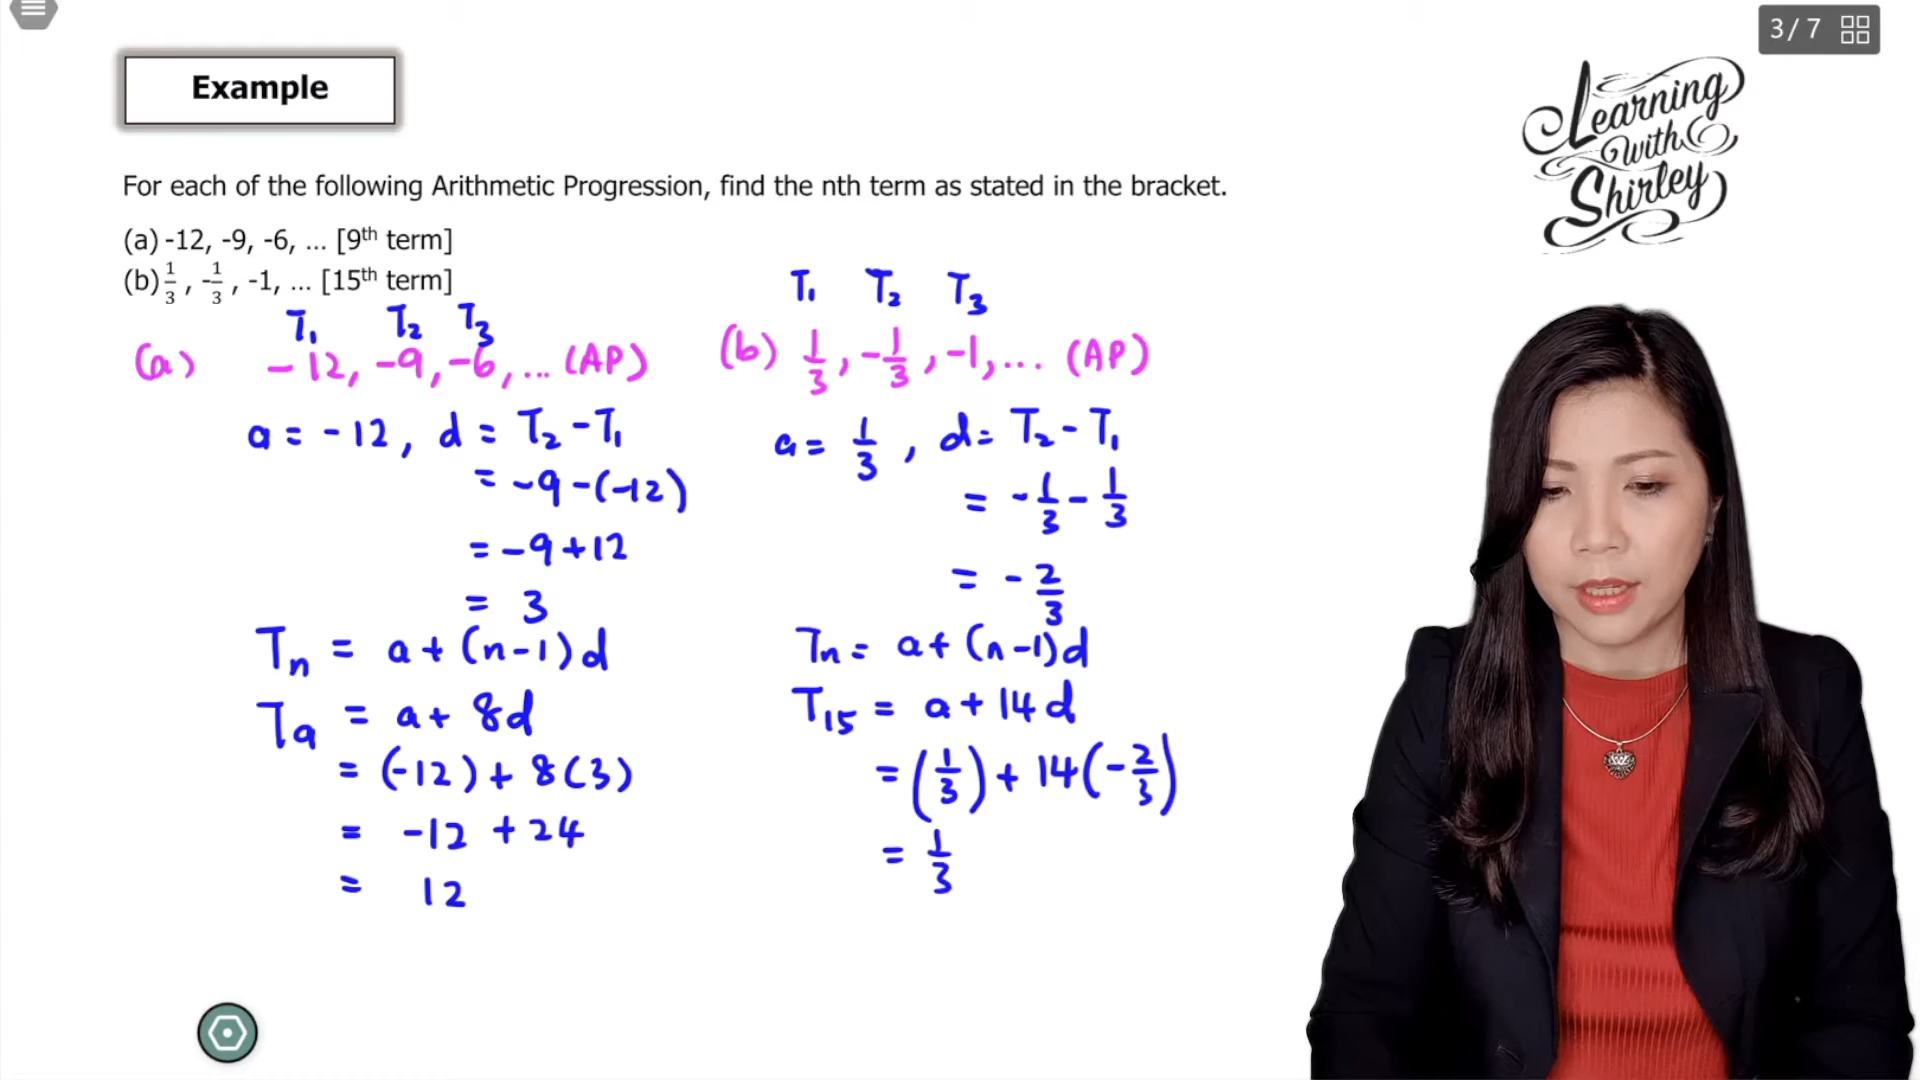 3/7
Example
Learning
with
Shirley
For each of the following Arithmetic Progression, find the nth term as stated in the bracket.
(a) -12, -9, -6, ... [9th term]
(b) 1/3, -1/3, -1, ... [15th term]
T1 T2 T3
(a) -12, -9, -6, ... (AP)
a = -12, d = T2 - T1
= -9 - (-12)
= -9 + 12
= 3
Tn = a + (n-1)d
T9 = a + 8d
= (-12) + 8(3)
= -12 + 24
= 12
T1 T2 T3
(b) 1/3, -1/3, -1, ... (AP)
a = 1/3, d = T2 - T1
= -1/3 - 1/3
= -2/3
Tn = a + (n-1)d
T15 = a + 14d
= (1/3) + 14(-2/3)
= 1/3